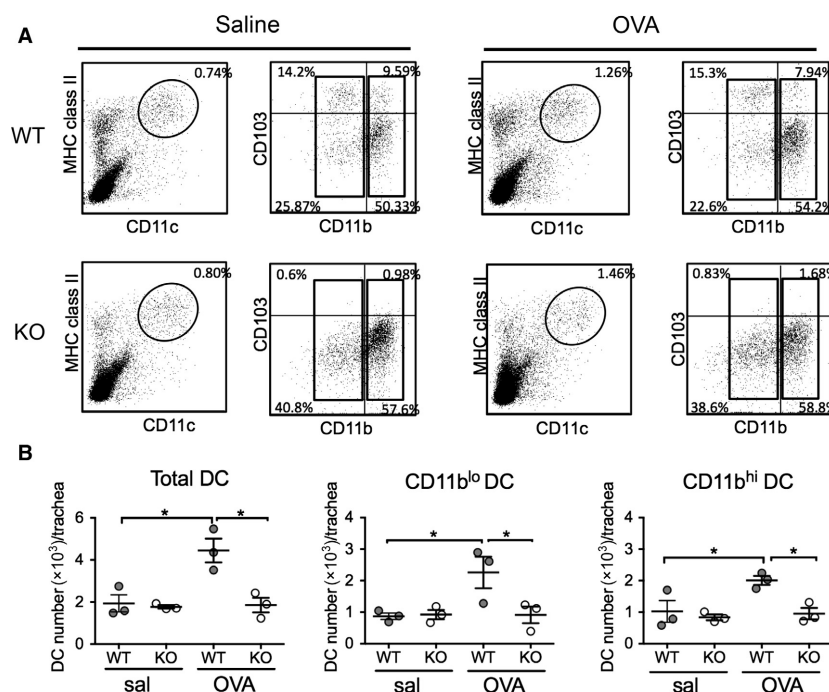 A
Saline
OVA
WT
0.74%
MHC class II
CD11c
14.2%
9.59%
CD103
25.87%
50.33%
CD11b
1.26%
MHC class II
CD11c
15.3%
7.94%
CD103
22.6%
54.2%
CD11b
KO
0.80%
MHC class II
CD11c
0.6%
0.98%
CD103
40.8%
57.6%
CD11b
1.46%
MHC class II
CD11c
0.83%
1.68%
CD103
38.6%
58.8%
CD11b
B
Total DC
DC number (×10³)/trachea
6
4
2
0
*
*
WT KO WT KO
sal OVA
CD11bˡᵒ DC
DC number (×10³)/trachea
4
3
2
1
0
*
*
WT KO WT KO
sal OVA
CD11bʰⁱ DC
DC number (×10³)/trachea
4
3
2
1
0
*
*
WT KO WT KO
sal OVA